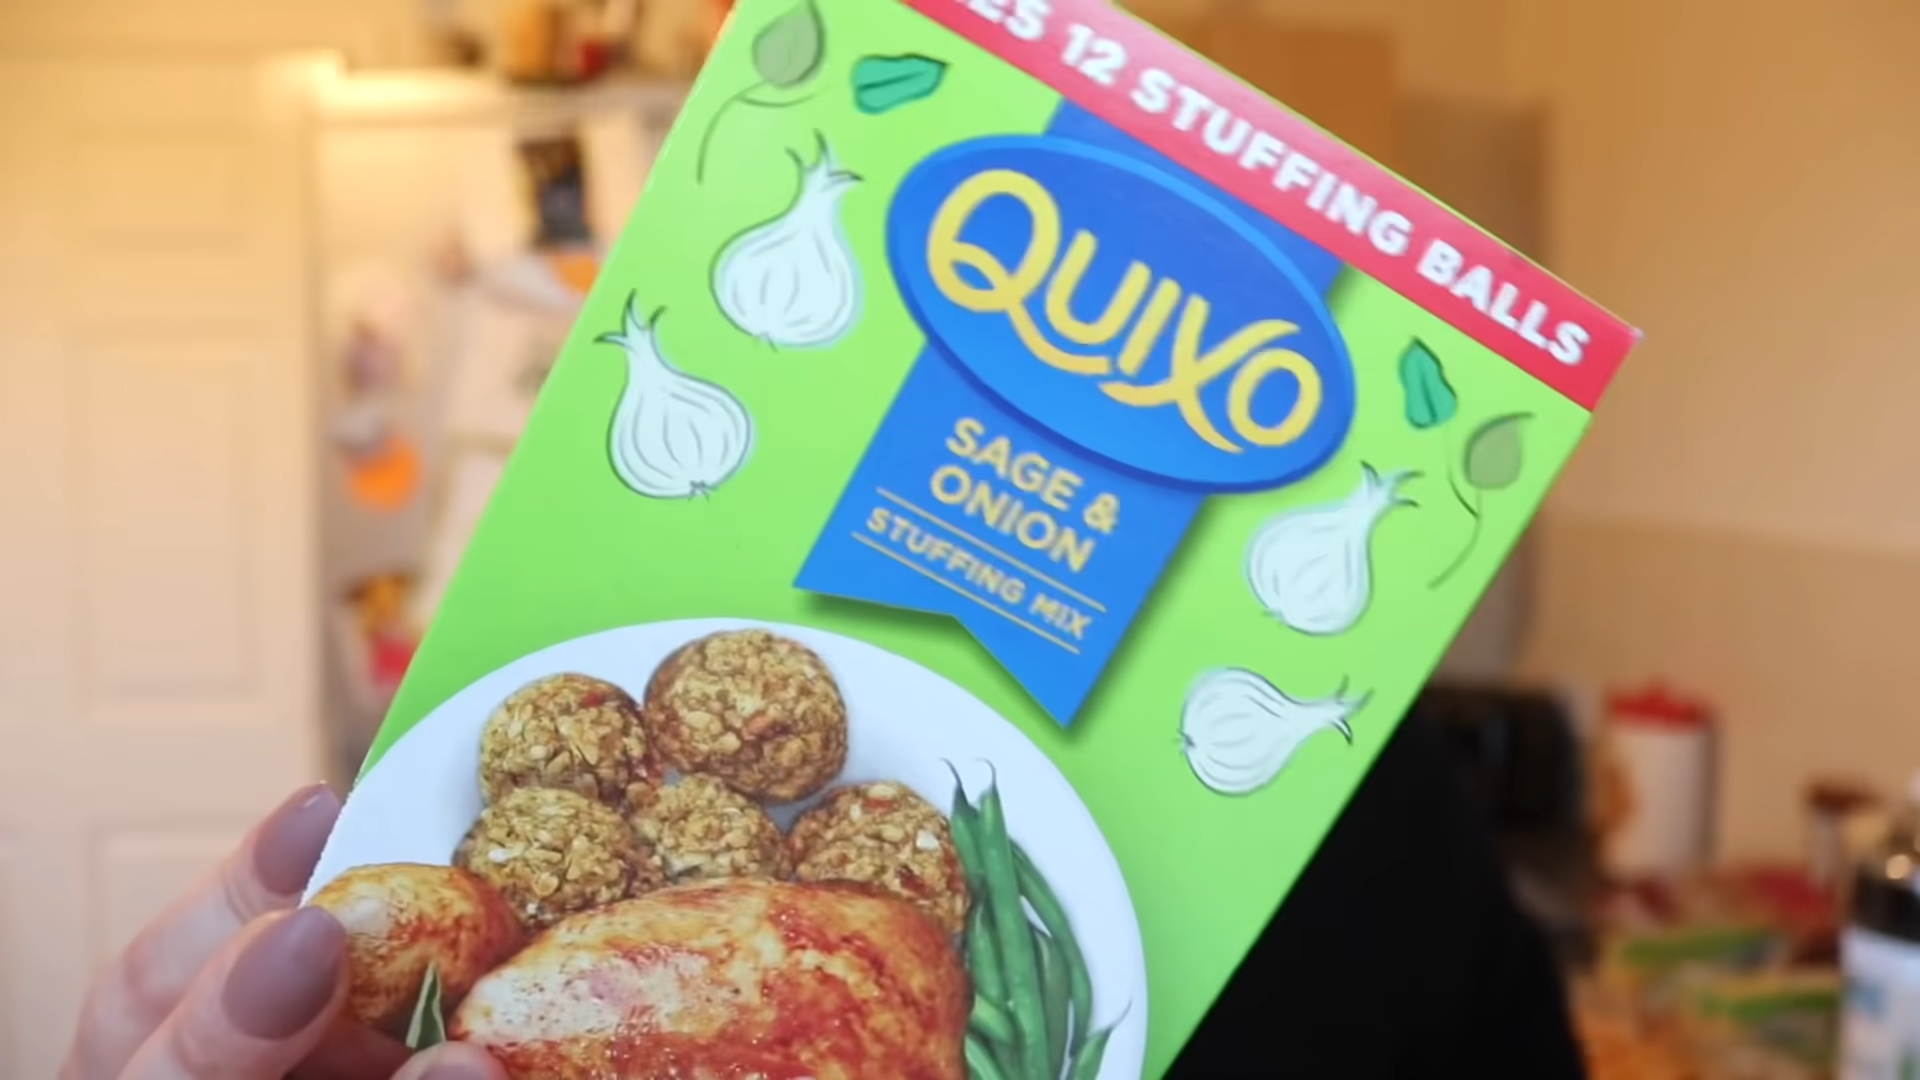 12 STUFFING BALLS
QUIXO
SAGE &
ONION
STUFFING MIX